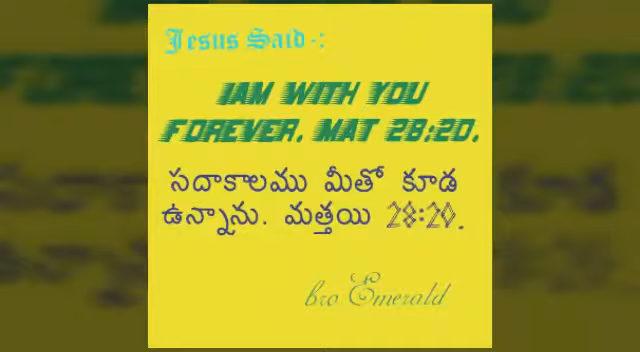 Jesus Said -:
IAM WITH YOU
FOREVER. MAT 28:20.
సదాకాలము మీతో కూడ
ఉన్నాను. మత్తయి 28:20.
bro Emerald